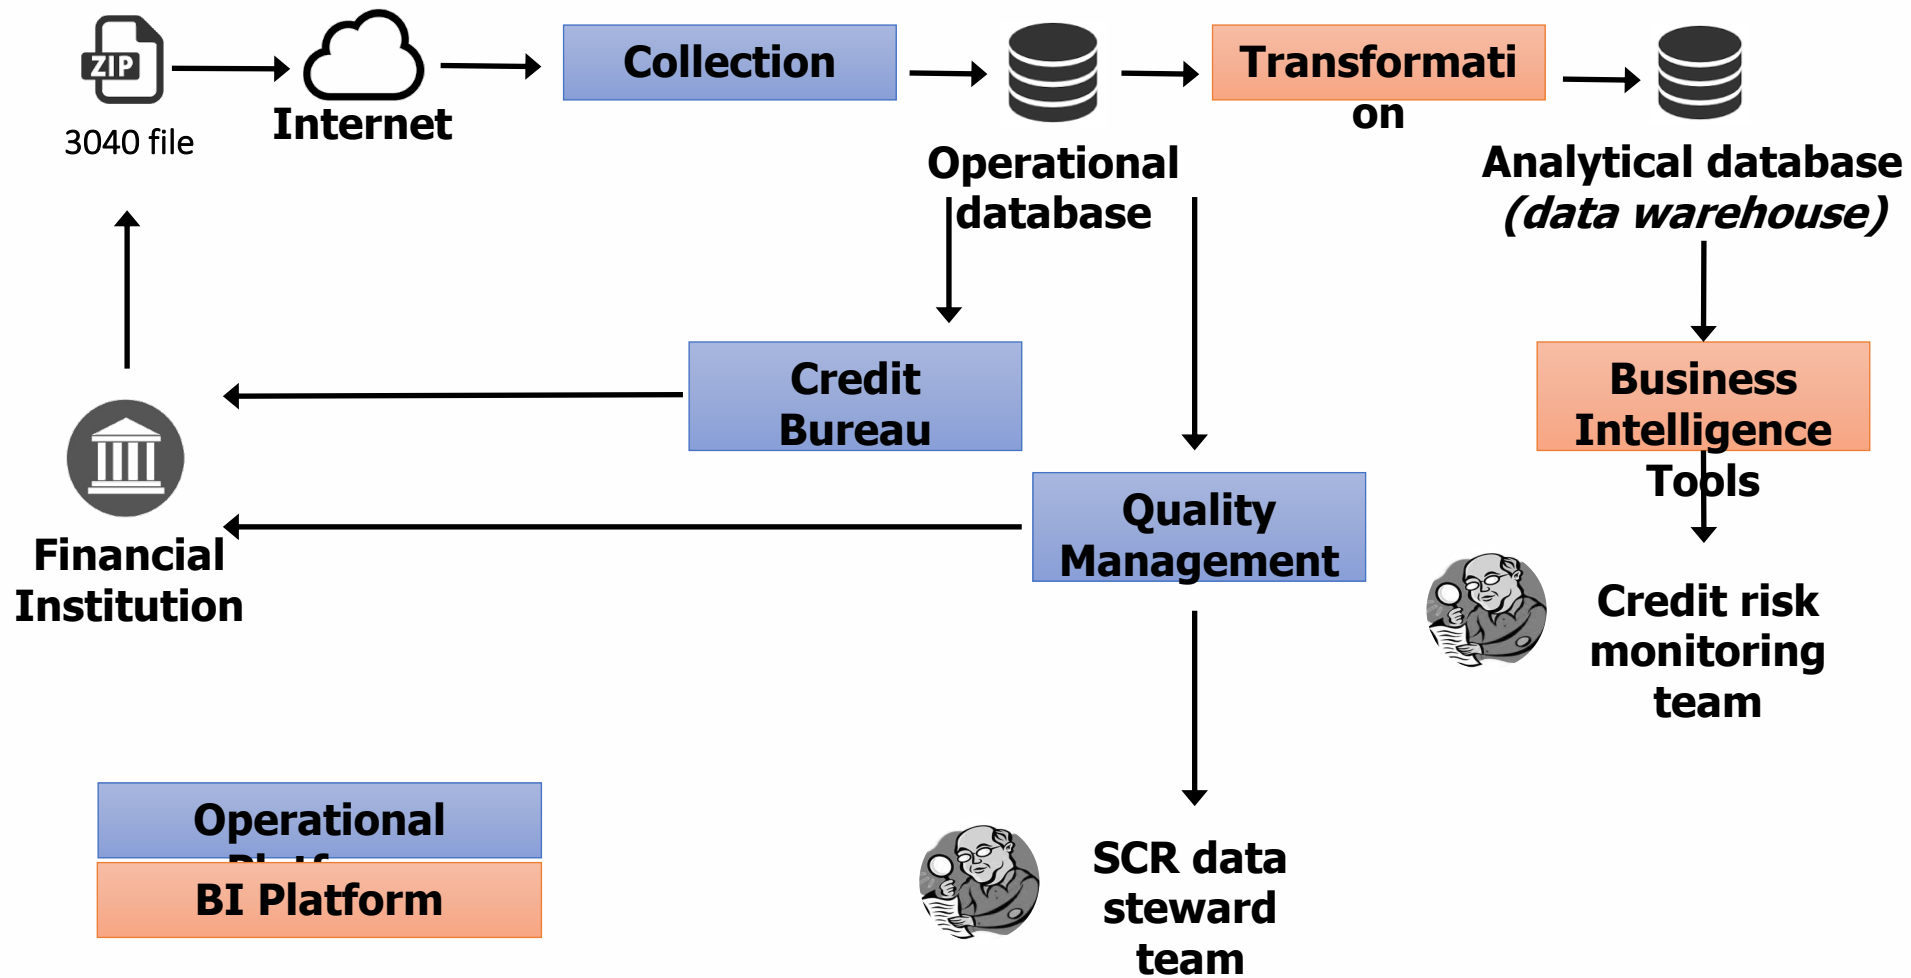 ZIP
3040 file
Internet
Collection
Operational
database
Transformati
on
Analytical database
(data warehouse)
Credit
Bureau
Quality
Management
Business
Intelligence
Tools
Financial
Institution
Credit risk
monitoring
team
SCR data
steward
team
Operational
BI Platform